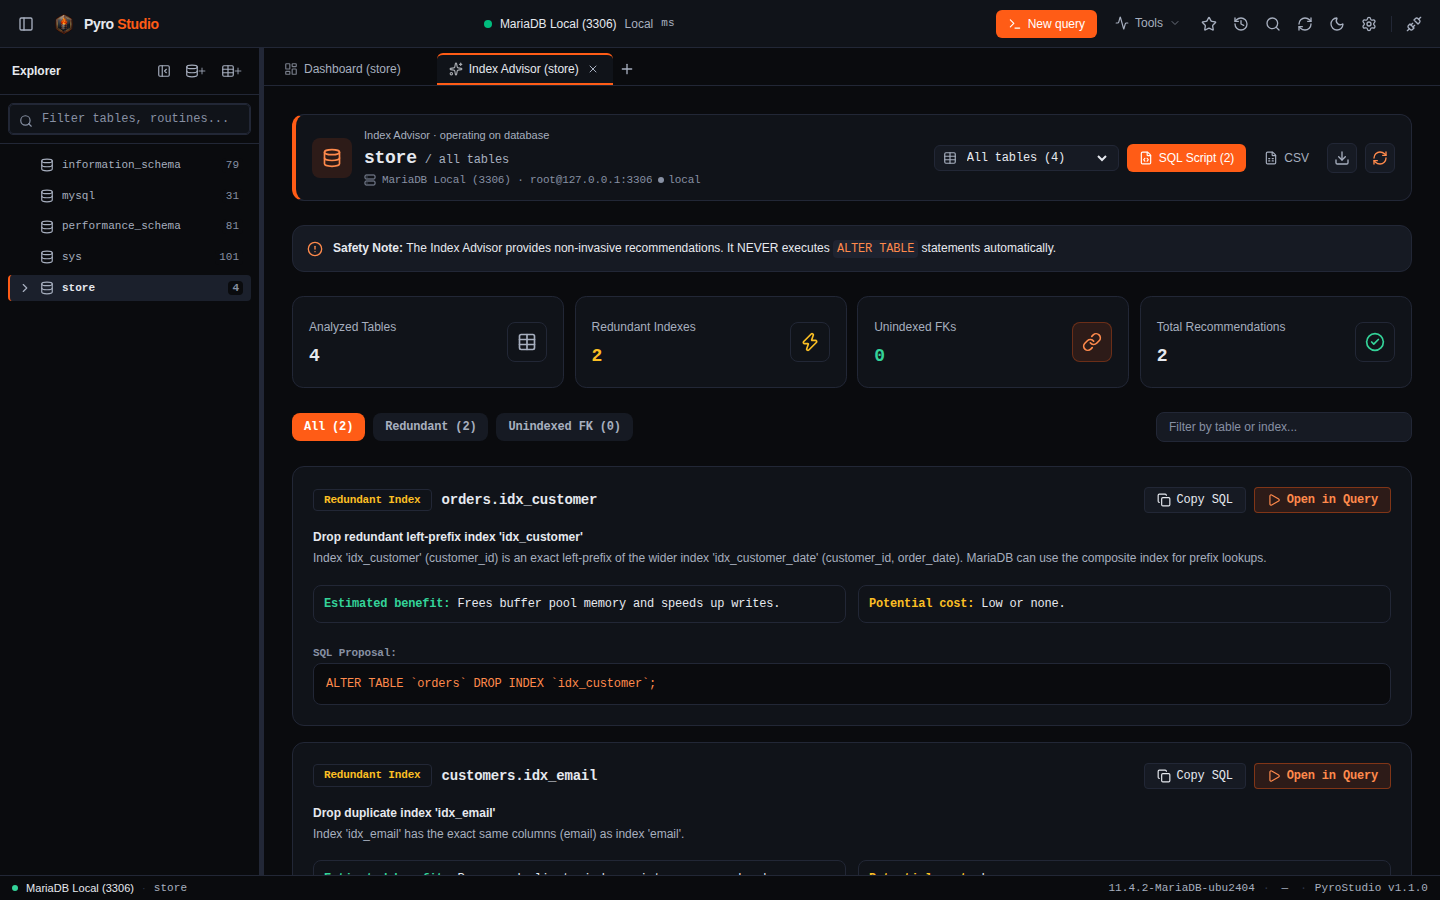 Pyro Studio
MariaDB Local (3306) Local ms
New query
Tools
Explorer
Dashboard (store)
Index Advisor (store)
Filter tables, routines...
information_schema 79
mysql 31
performance_schema 81
sys 101
store 4
Index Advisor · operating on database
store / all tables
MariaDB Local (3306) · root@127.0.0.1:3306 local
All tables (4)
SQL Script (2)
CSV
Safety Note: The Index Advisor provides non-invasive recommendations. It NEVER executes ALTER TABLE statements automatically.
Analyzed Tables
4
Redundant Indexes
2
Unindexed FKs
0
Total Recommendations
2
All (2)
Redundant (2)
Unindexed FK (0)
Filter by table or index...
Redundant Index orders.idx_customer
Copy SQL
Open in Query
Drop redundant left-prefix index 'idx_customer'
Index 'idx_customer' (customer_id) is an exact left-prefix of the wider index 'idx_customer_date' (customer_id, order_date). MariaDB can use the composite index for prefix lookups.
Estimated benefit: Frees buffer pool memory and speeds up writes.
Potential cost: Low or none.
SQL Proposal:
ALTER TABLE `orders` DROP INDEX `idx_customer`;
Redundant Index customers.idx_email
Copy SQL
Open in Query
Drop duplicate index 'idx_email'
Index 'idx_email' has the exact same columns (email) as index 'email'.
MariaDB Local (3306) · store
11.4.2-MariaDB-ubu2404 · — · PyroStudio v1.1.0